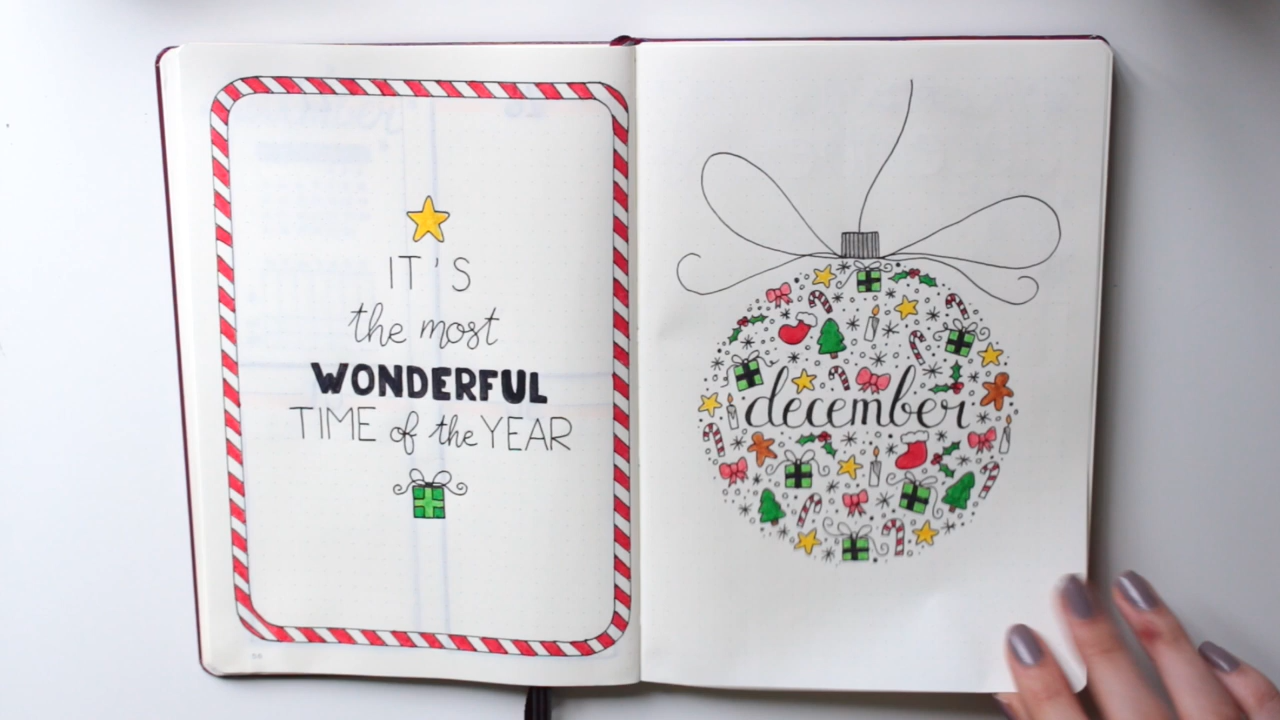 IT'S
the most
WONDERFUL
TIME of the YEAR
december